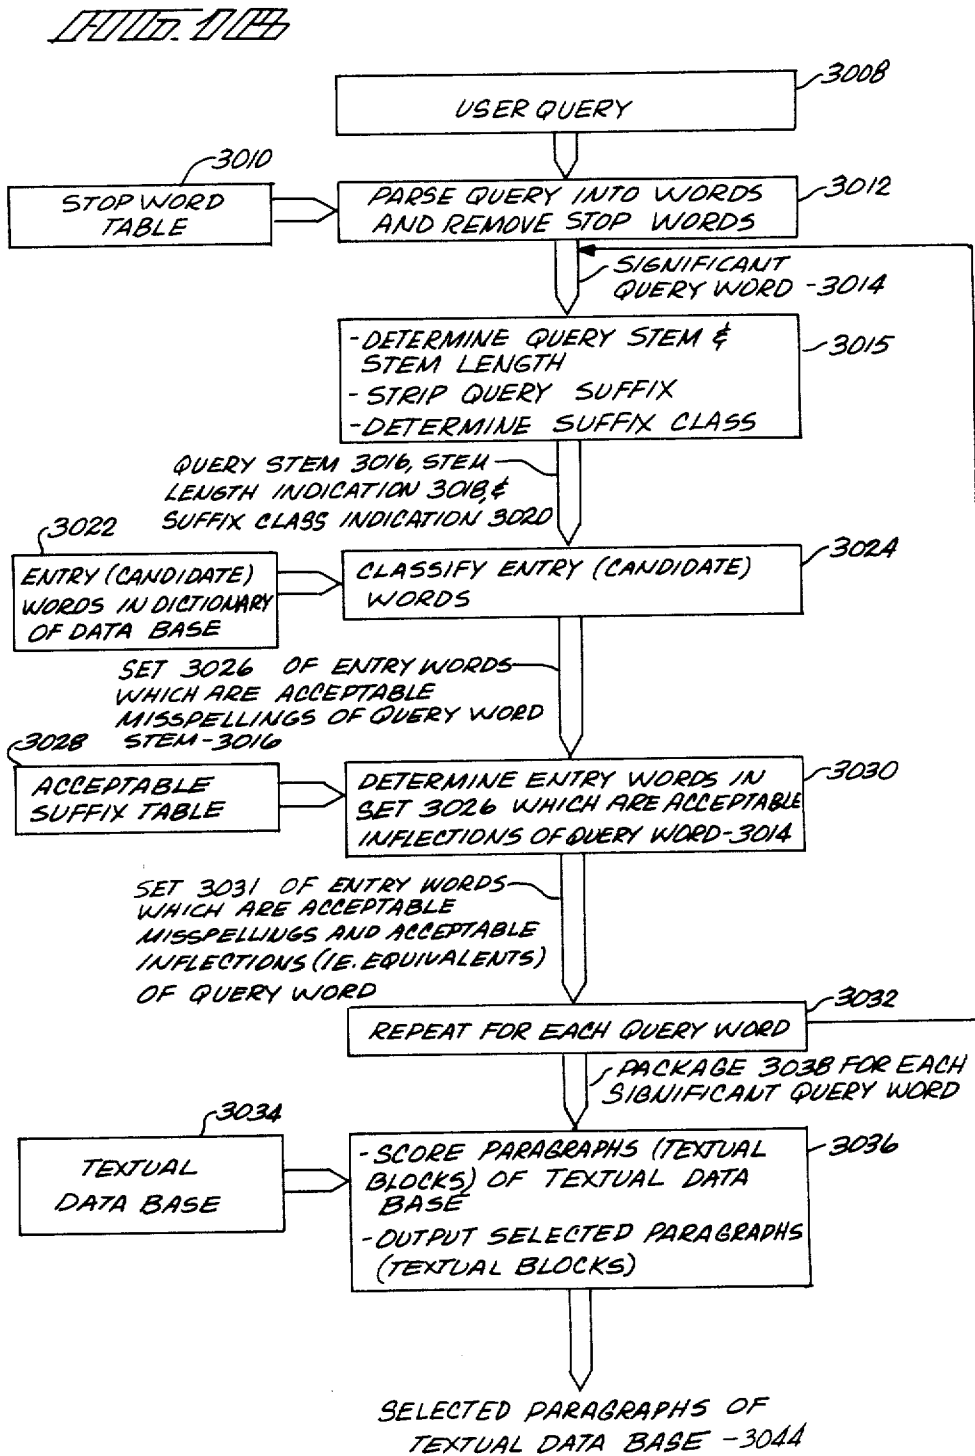 FIG. 1B
3008
USER QUERY
3010
STOP WORD
TABLE
3012
PARSE QUERY INTO WORDS
AND REMOVE STOP WORDS
SIGNIFICANT
QUERY WORD -3014
3015
-DETERMINE QUERY STEM &
STEM LENGTH
-STRIP QUERY SUFFIX
-DETERMINE SUFFIX CLASS
QUERY STEM 3016, STEM
LENGTH INDICATION 3018, &
SUFFIX CLASS INDICATION 3020
3022
ENTRY (CANDIDATE)
WORDS IN DICTIONARY
OF DATA BASE
3024
CLASSIFY ENTRY (CANDIDATE)
WORDS
SET 3026 OF ENTRY WORDS
WHICH ARE ACCEPTABLE
MISSPELLINGS OF QUERY WORD
STEM-3016
3028
ACCEPTABLE
SUFFIX TABLE
3030
DETERMINE ENTRY WORDS IN
SET 3026 WHICH ARE ACCEPTABLE
INFLECTIONS OF QUERY WORD-3014
SET 3031 OF ENTRY WORDS
WHICH ARE ACCEPTABLE
MISSPELLINGS AND ACCEPTABLE
INFLECTIONS (IE. EQUIVALENTS)
OF QUERY WORD
3032
REPEAT FOR EACH QUERY WORD
PACKAGE 3038 FOR EACH
SIGNIFICANT QUERY WORD
3034
TEXTUAL
DATA BASE
3036
-SCORE PARAGRAPHS (TEXTUAL
BLOCKS) OF TEXTUAL DATA
BASE
-OUTPUT SELECTED PARAGRAPHS
(TEXTUAL BLOCKS)
SELECTED PARAGRAPHS OF
TEXTUAL DATA BASE -3044